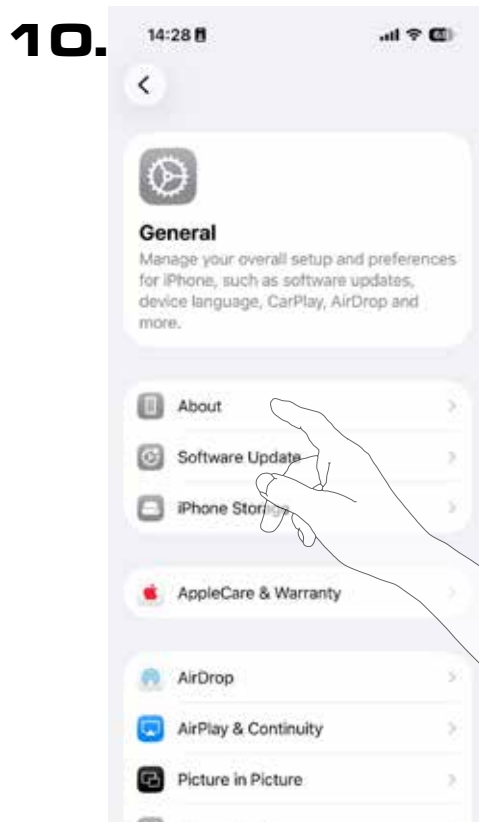 10.
14:28
General
Manage your overall setup and preferences
for iPhone, such as software updates,
device language, CarPlay, AirDrop and
more.
About
Software Update
iPhone Storage
AppleCare & Warranty
AirDrop
AirPlay & Continuity
Picture in Picture